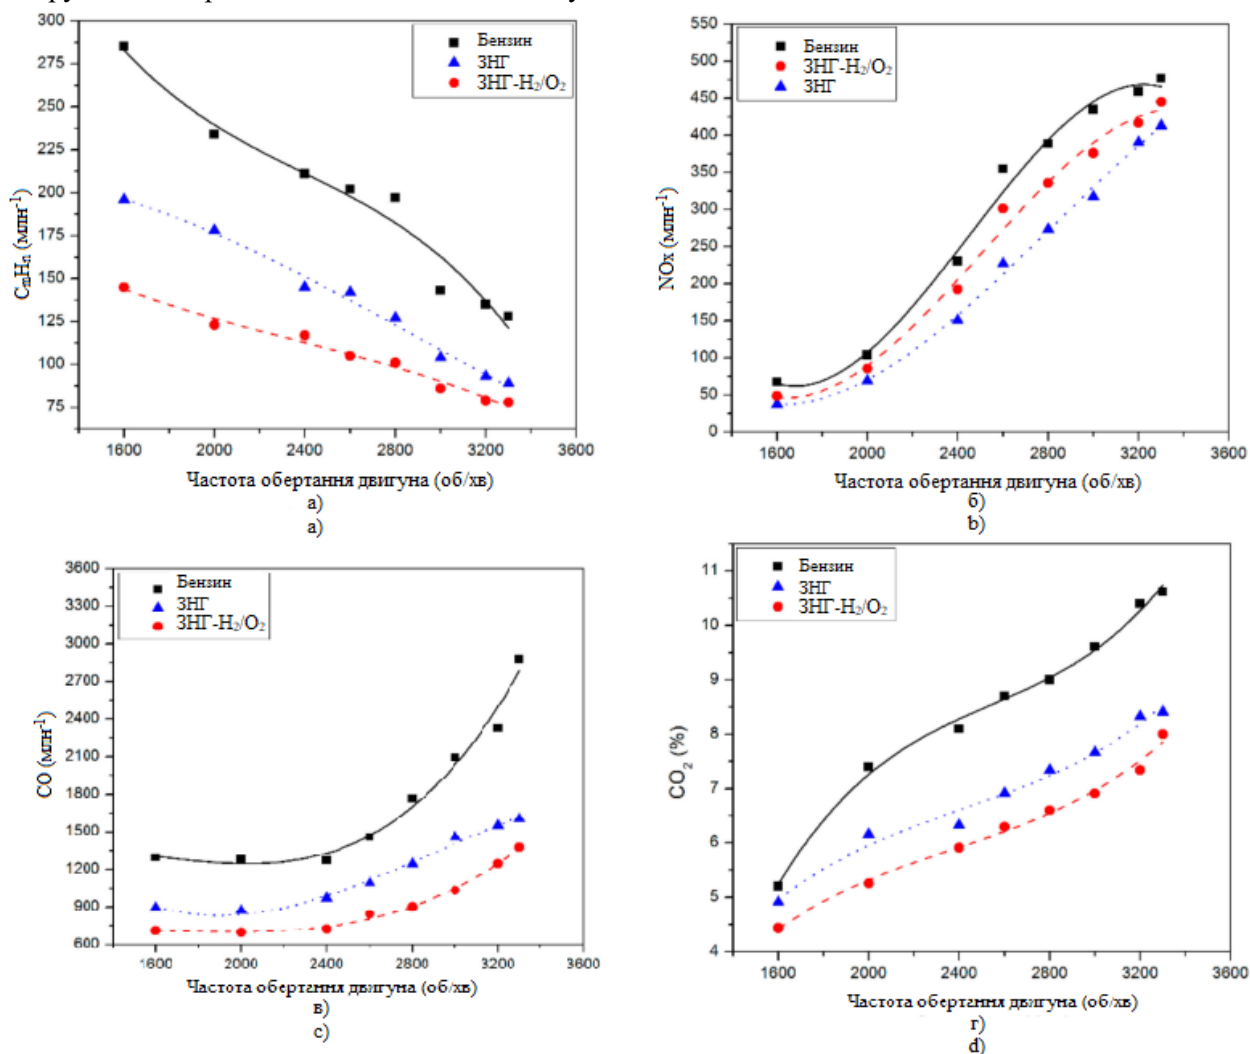 300
275
250
225
200
175
150
125
100
75
CmHn (млн-1)
Бензин
ЗНГ
ЗНГ-H2/O2
1600 2000 2400 2800 3200 3600
Частота обертання двигуна (об/хв)
а)
a)
550
500
450
400
350
300
250
200
150
100
50
0
NOx (млн-1)
Бензин
ЗНГ-H2/O2
ЗНГ
1600 2000 2400 2800 3200 3600
Частота обертання двигуна (об/хв)
б)
b)
3600
3300
3000
2700
2400
2100
1800
1500
1200
900
600
CO (млн-1)
Бензин
ЗНГ
ЗНГ-H2/O2
1600 2000 2400 2800 3200 3600
Частота обертання двигуна (об/хв)
в)
c)
11
10
9
8
7
6
5
4
CO2 (%)
Бензин
ЗНГ
ЗНГ-H2/O2
1600 2000 2400 2800 3200 3600
Частота обертання двигуна (об/хв)
г)
d)